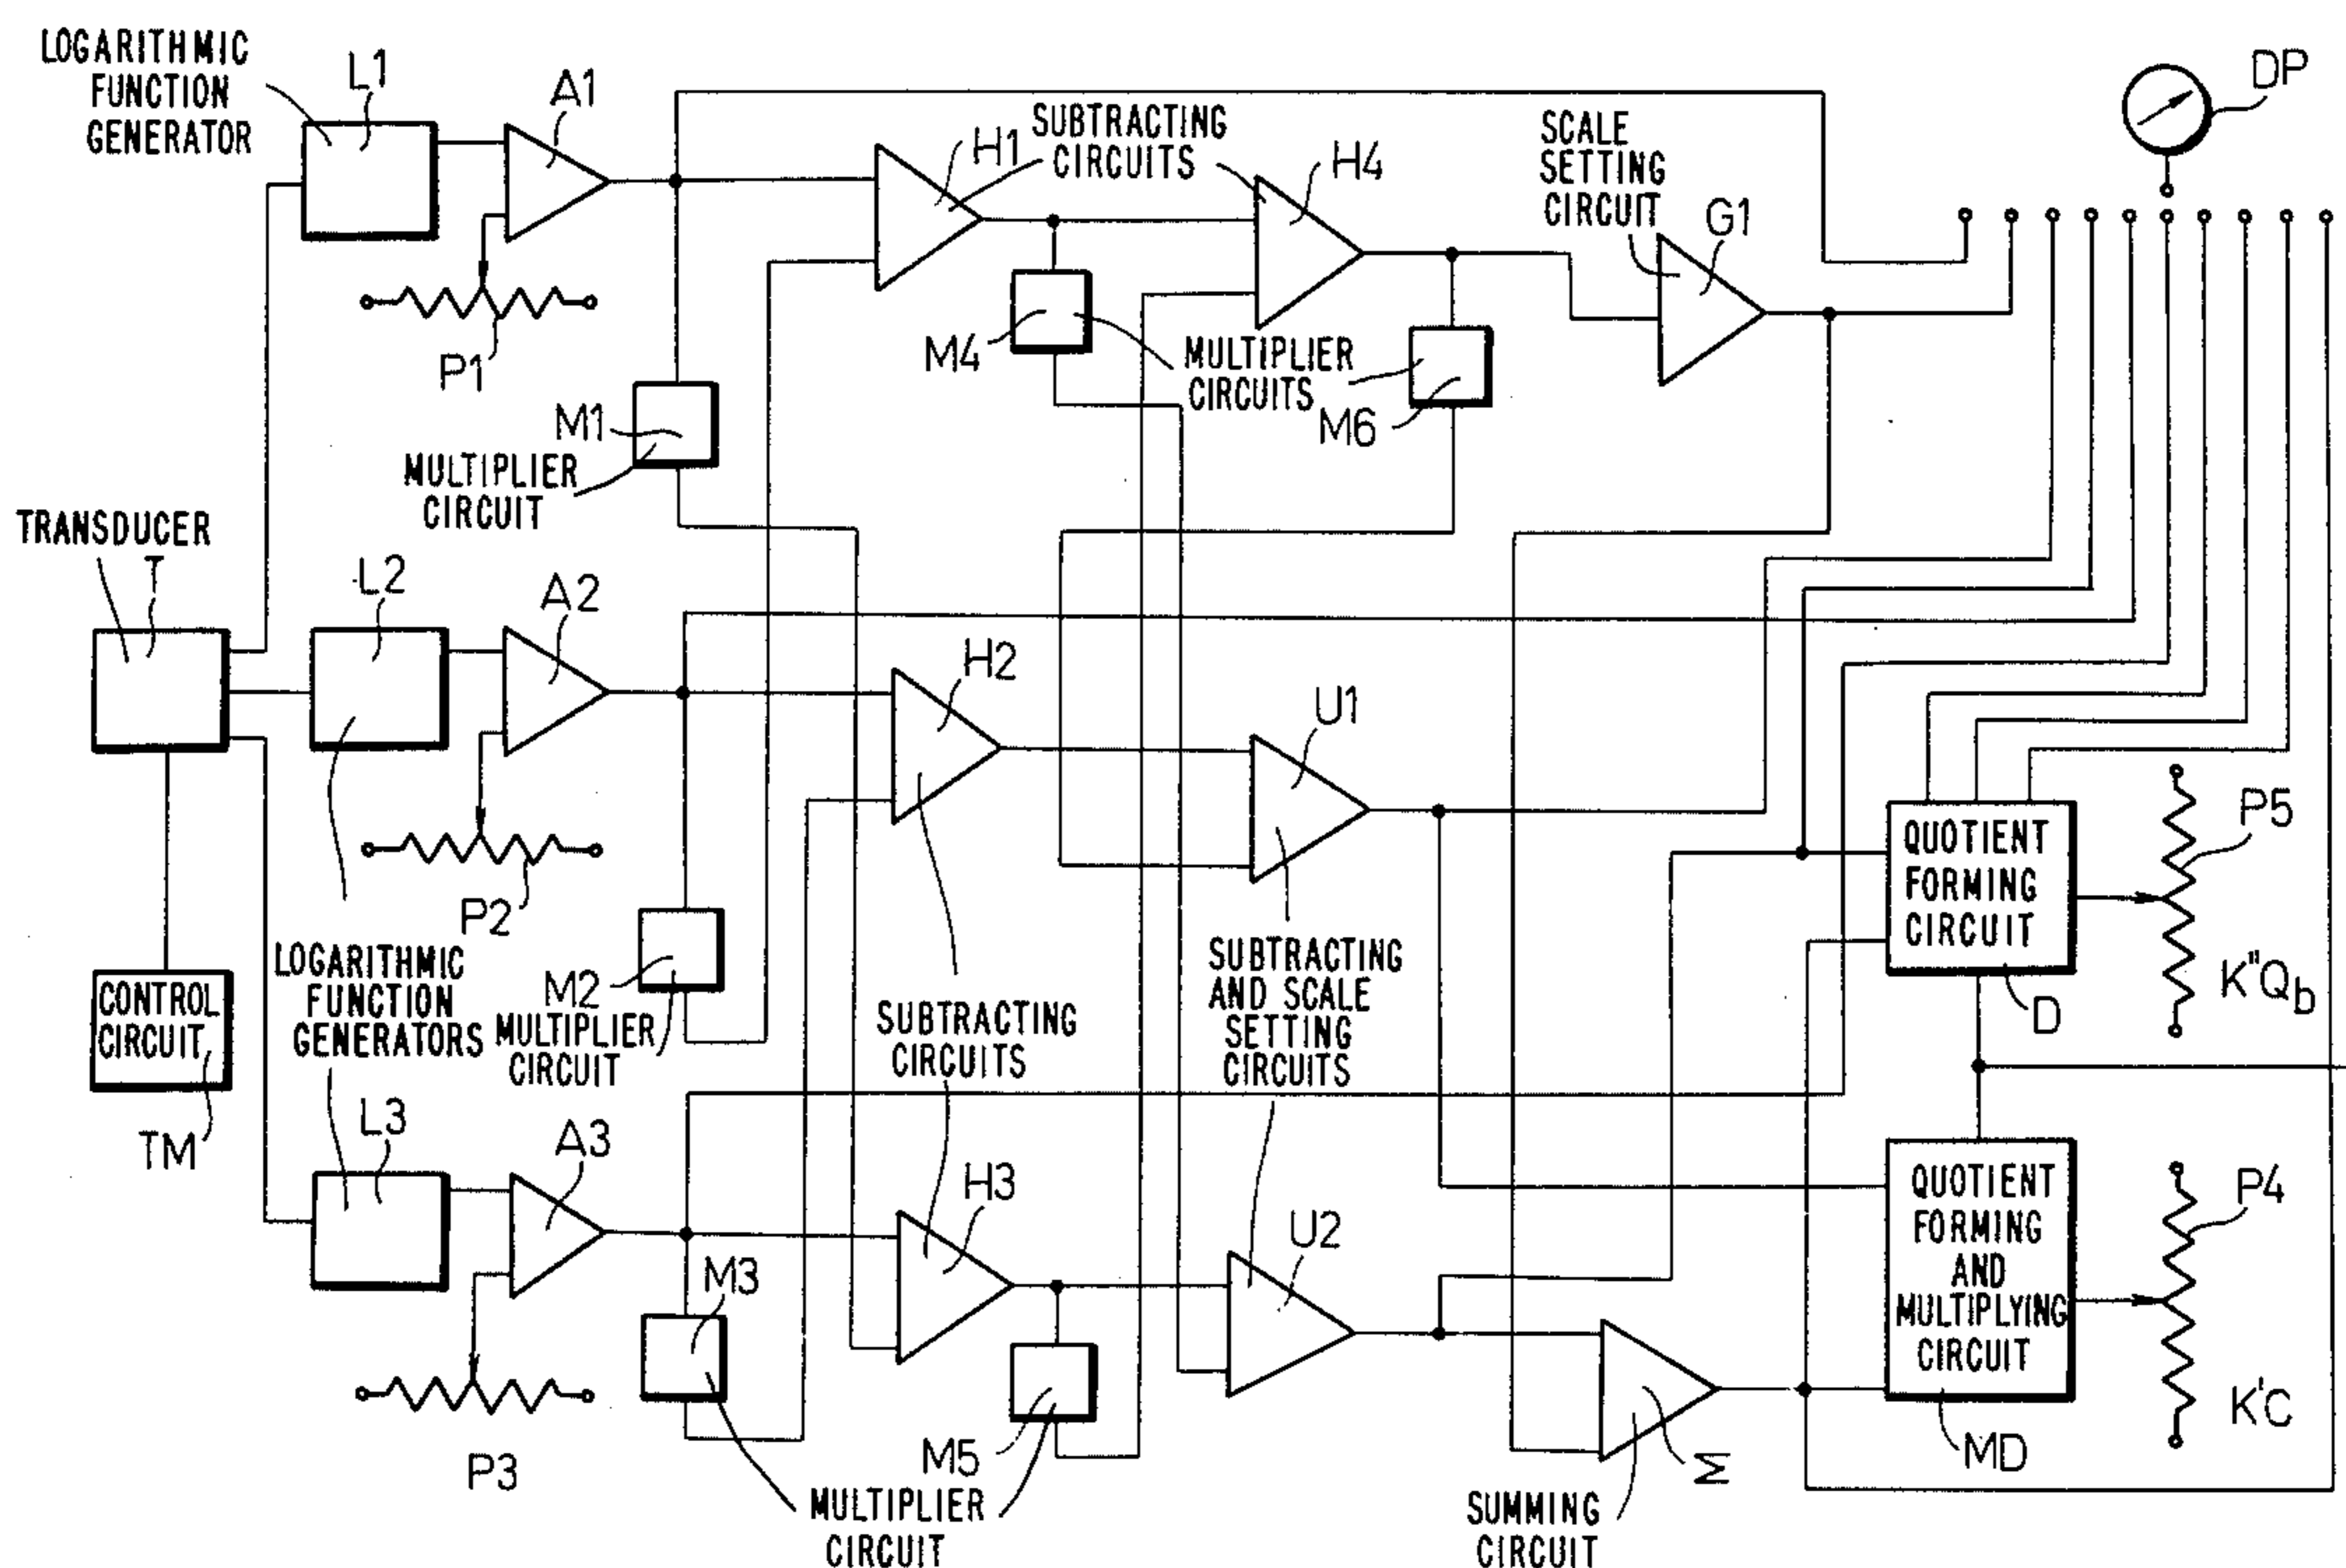 LOGARITHMIC
FUNCTION
GENERATOR
L1
A1
P1
M1
MULTIPLIER
CIRCUIT
H1
SUBTRACTING
CIRCUITS
H4
M4
MULTIPLIER
CIRCUITS
M6
SCALE
SETTING
CIRCUIT
G1
DP
TRANSDUCER
T
L2
A2
P2
M2
MULTIPLIER
CIRCUIT
H2
U1
SUBTRACTING
CIRCUITS
SUBTRACTING
AND SCALE
SETTING
CIRCUITS
QUOTIENT
FORMING
CIRCUIT
D
P5
K"Qb
CONTROL
CIRCUIT
TM
LOGARITHMIC
FUNCTION
GENERATORS
L3
A3
P3
M3
H3
M5
MULTIPLIER
CIRCUIT
U2
Σ
SUMMING
CIRCUIT
QUOTIENT
FORMING
AND
MULTIPLYING
CIRCUIT
MD
P4
K'C